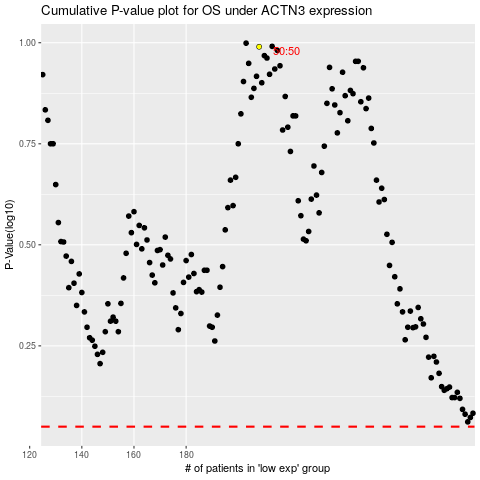 Cumulative P-value plot for OS under ACTN3 expression
1.00
50:50
0.75
0.50
0.25
P-Value(log10)
120 140 160 180
# of patients in 'low exp' group